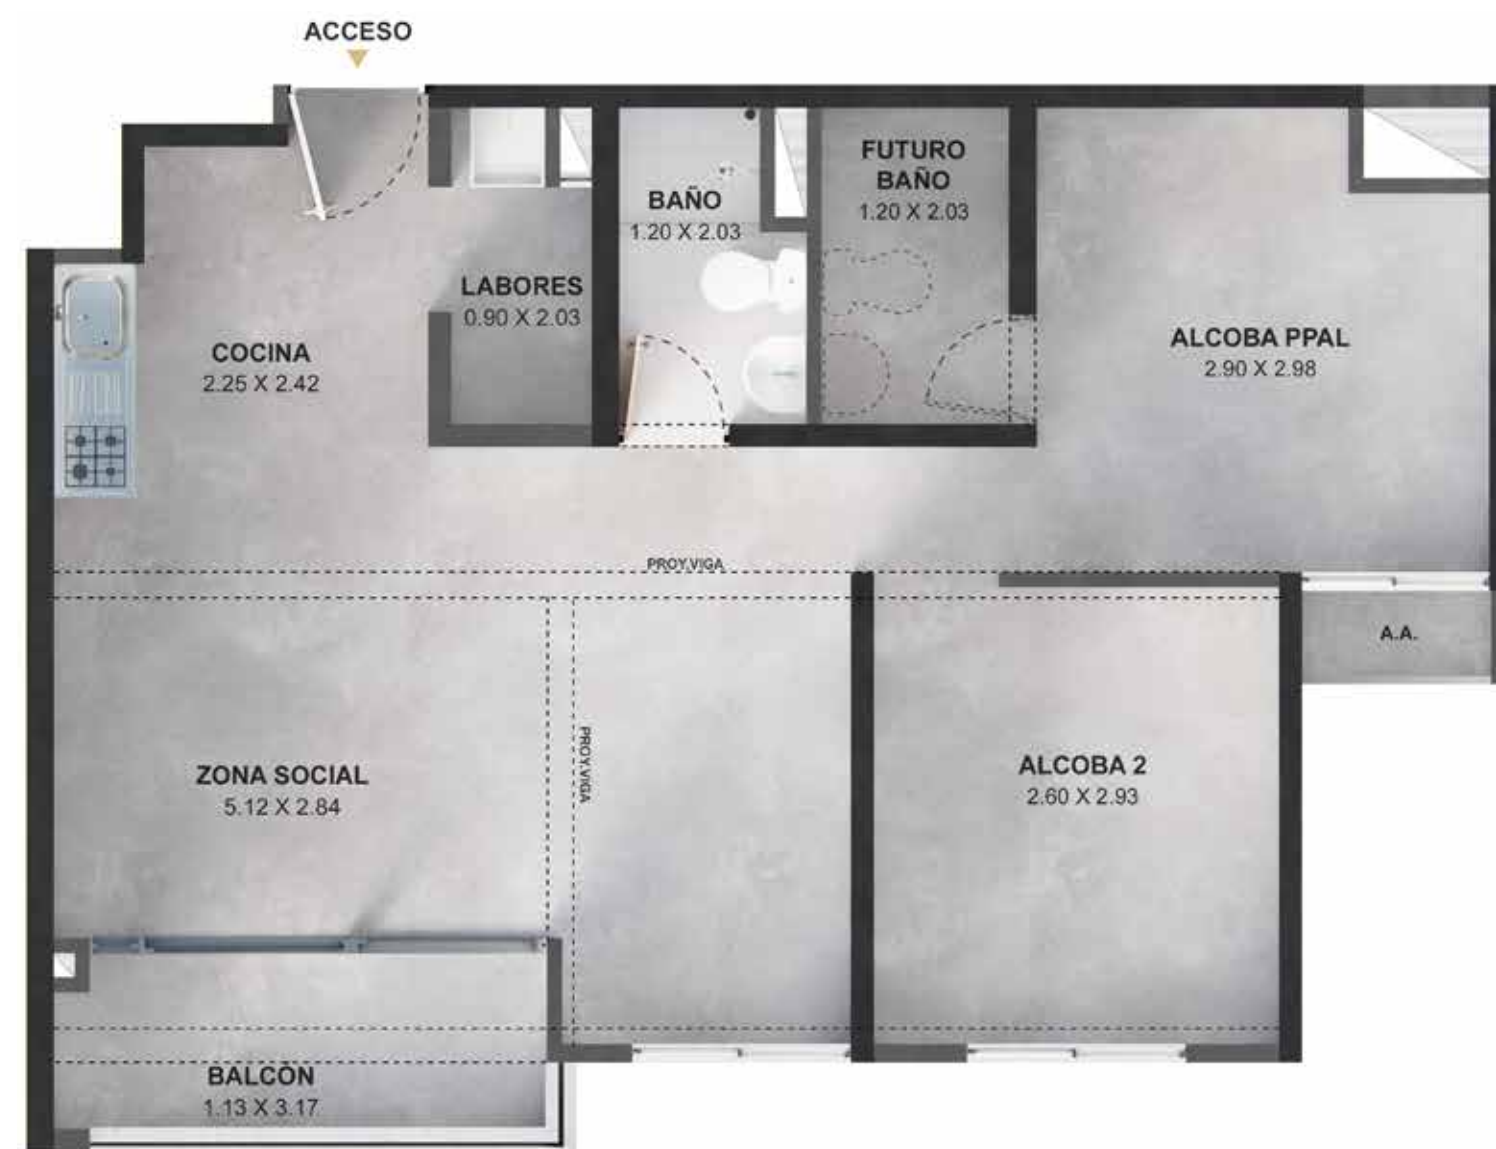 ACCESO
FUTURO
BAÑO
1.20 X 2.03
BAÑO
1.20 X 2.03
LABORES
0.90 X 2.03
COCINA
2.25 X 2.42
ALCOBA PPAL
2.90 X 2.98
PROY.VIGA
A.A.
PROY.VIGA
ZONA SOCIAL
5.12 X 2.84
ALCOBA 2
2.60 X 2.93
BALCÓN
1.13 X 3.17